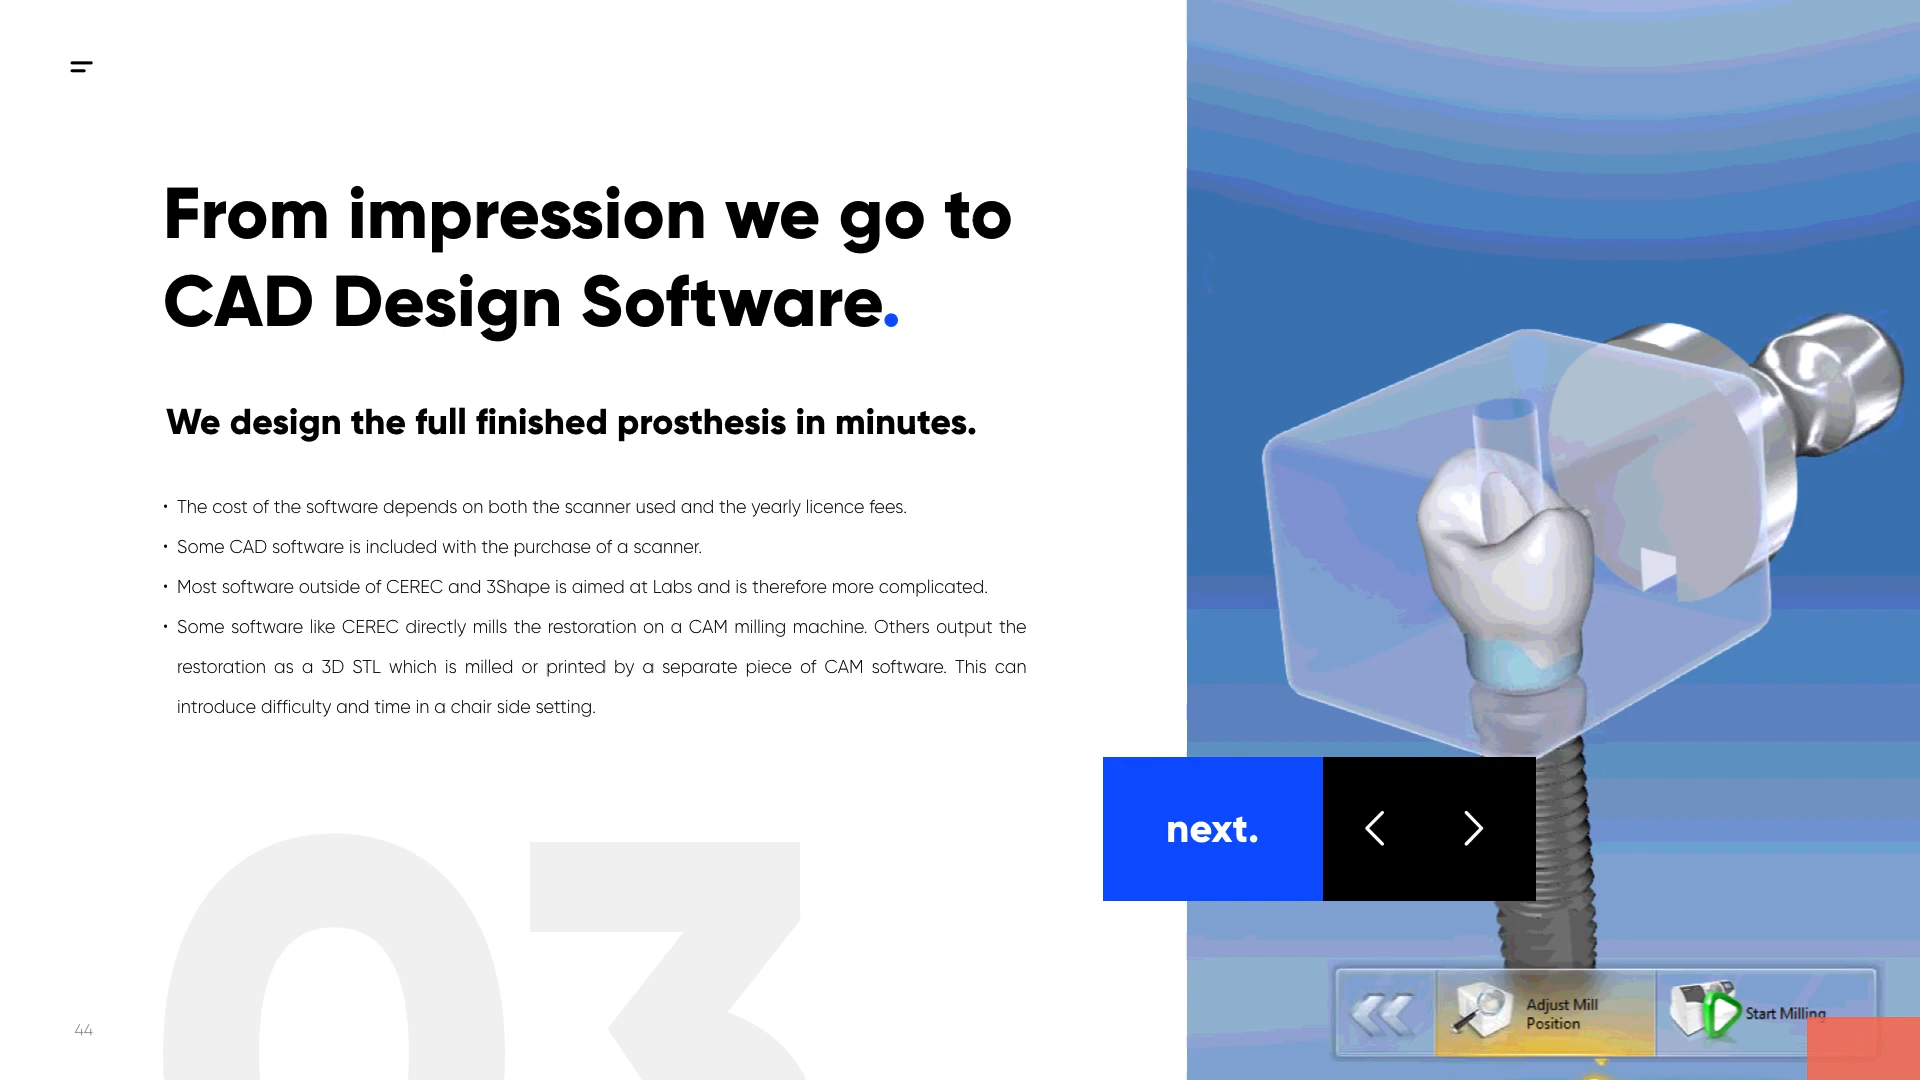 From impression we go to
CAD Design Software.
We design the full finished prosthesis in minutes.
• The cost of the software depends on both the scanner used and the yearly licence fees.
• Some CAD software is included with the purchase of a scanner.
• Most software outside of CEREC and 3Shape is aimed at Labs and is therefore more complicated.
• Some software like CEREC directly mills the restoration on a CAM milling machine. Others output the
restoration as a 3D STL which is milled or printed by a separate piece of CAM software. This can
introduce difficulty and time in a chair side setting.
next.
03
44
Adjust Mill
Position
Start Milling